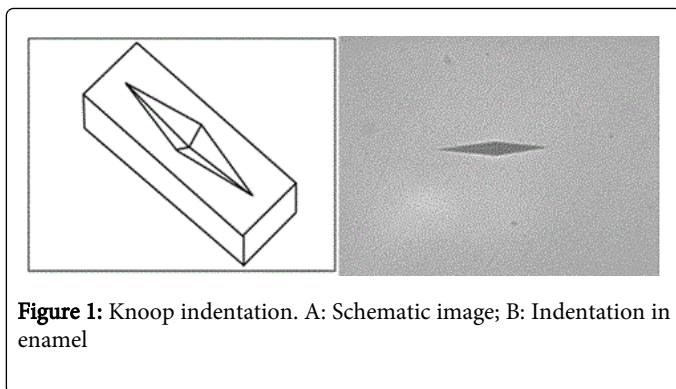 Figure 1: Knoop indentation. A: Schematic image; B: Indentation in
enamel